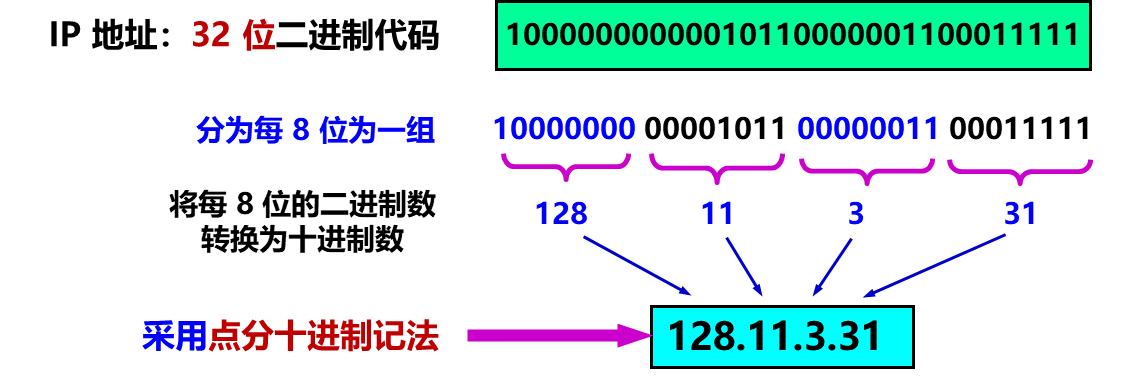 IP 地址：32 位二进制代码
10000000000010110000001100011111
分为每 8 位为一组
10000000 00001011 00000011 00011111
将每 8 位的二进制数
转换为十进制数
128 11 3 31
采用点分十进制记法
128.11.3.31